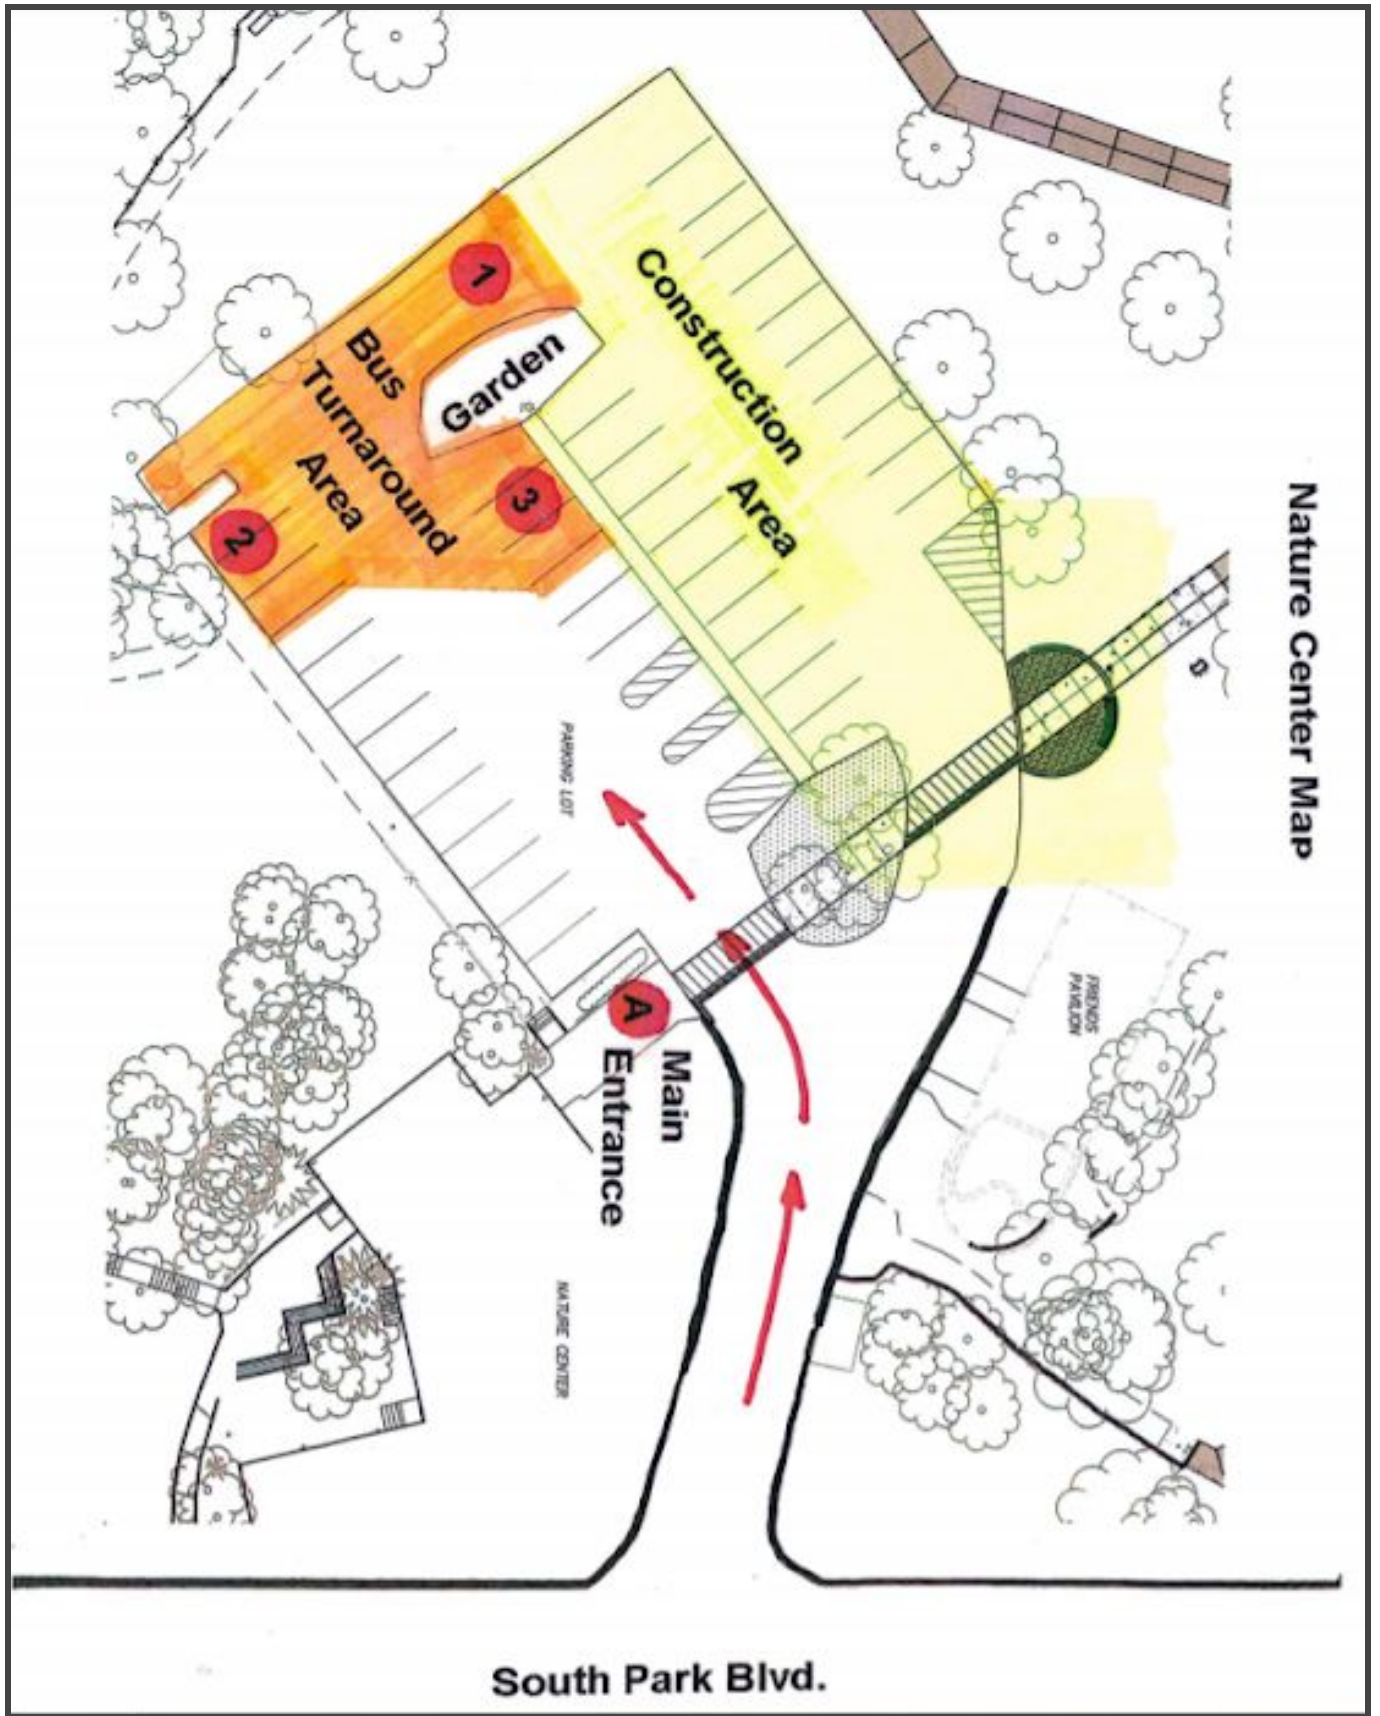 Nature Center Map
1
Construction
Area
Garden
Bus
Turnaround
Area
3
2
PARKING LOT
A
Main
Entrance
FRIENDS
PAVILION
NATURE CENTER
South Park Blvd.